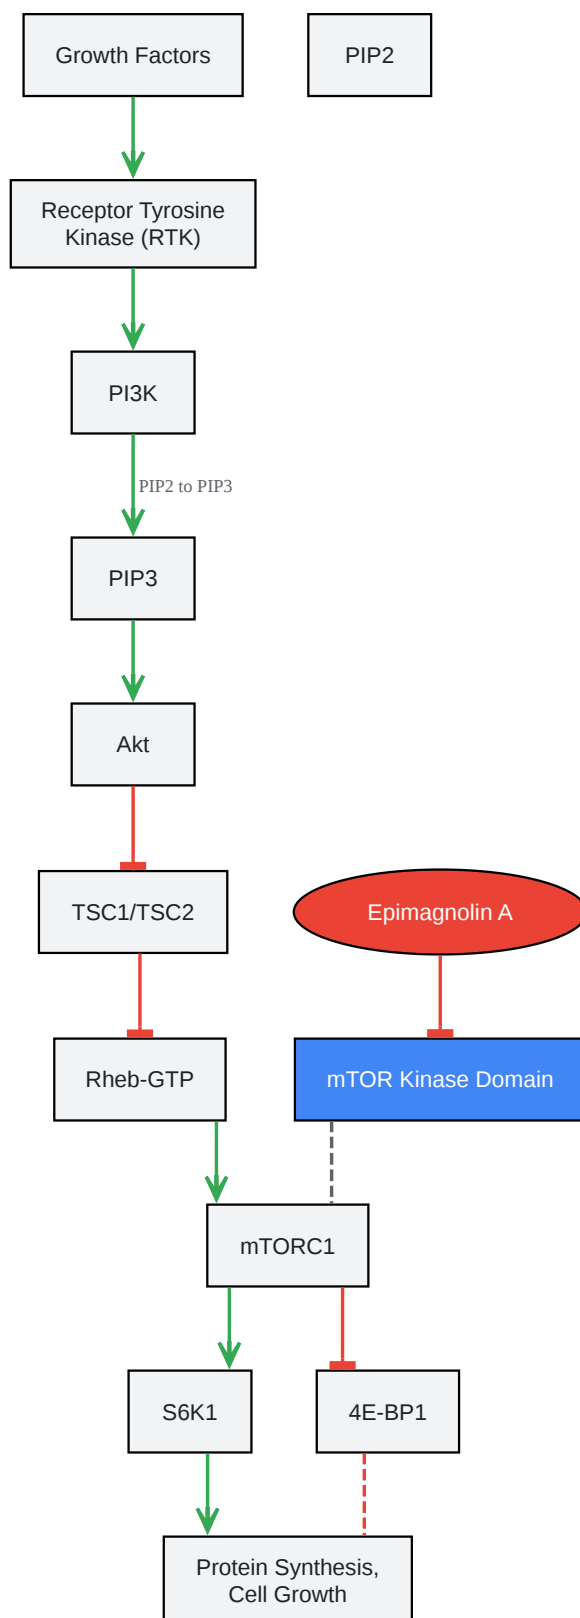 Growth Factors
PIP2
Receptor Tyrosine
Kinase (RTK)
PI3K
PIP2 to PIP3
PIP3
Akt
TSC1/TSC2
Epimagnolin A
Rheb-GTP
mTOR Kinase Domain
mTORC1
S6K1
4E-BP1
Protein Synthesis,
Cell Growth